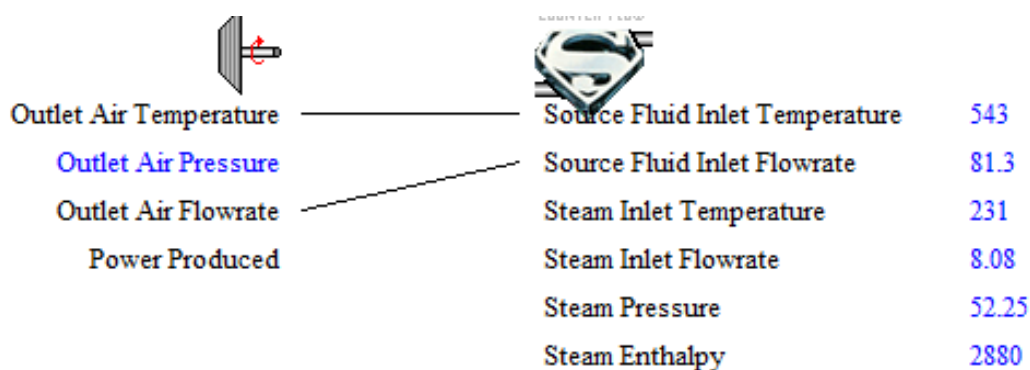 Outlet Air Temperature
Source Fluid Inlet Temperature 543
Outlet Air Pressure
Source Fluid Inlet Flowrate 81.3
Outlet Air Flowrate
Steam Inlet Temperature 231
Power Produced
Steam Inlet Flowrate 8.08
Steam Pressure 52.25
Steam Enthalpy 2880